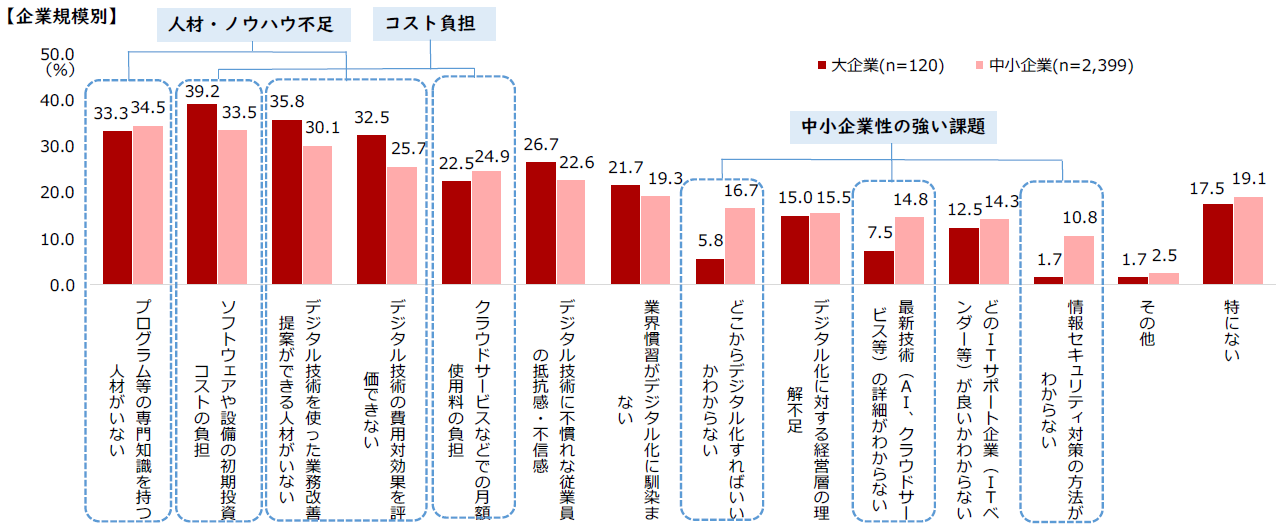 【企業規模別】
人材・ノウハウ不足
コスト負担
50.0
(%)
40.0
30.0
20.0
10.0
0.0
大企業(n=120)
中小企業(n=2,399)
中小企業性の強い課題
33.3
34.5
39.2
33.5
35.8
30.1
32.5
25.7
22.5
24.9
26.7
22.6
21.7
19.3
5.8
16.7
15.0
15.5
7.5
14.8
12.5
14.3
1.7
10.8
1.7
2.5
17.5
19.1
プログラム等の専門知識を持つ
人材がいない
ソフトウェアや設備の初期投資
コストの負担
デジタル技術を使った業務改善
提案ができる人材がいない
デジタル技術の費用対効果を評
価できない
クラウドサービスなどでの月額
使用料の負担
デジタル技術に不慣れな従業員
の抵抗感・不信感
業界慣習がデジタル化に馴染ま
ない
どこからデジタル化すればいい
かわからない
デジタル化に対する経営層の理
解不足
最新技術（ＡＩ、クラウドサー
ビス等）の詳細がわからない
どのＩＴサポート企業（ＩＴベ
ンダー等）が良いかわからない
情報セキュリティ対策の方法が
わからない
その他
特にない